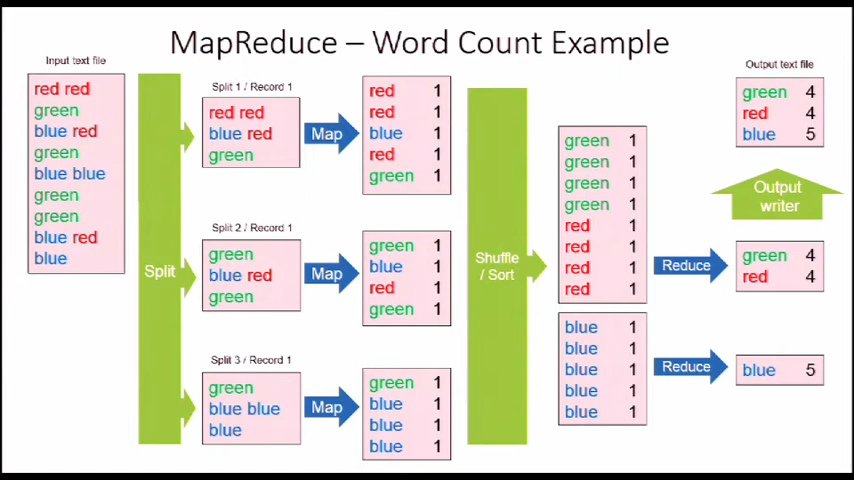 MapReduce – Word Count Example
Input text file
red red
green
blue red
green
blue blue
green
green
blue red
blue
Split
Split 1 / Record 1
red red
blue red
green
Map
red 1
red 1
blue 1
red 1
green 1
Split 2 / Record 1
green
blue red
green
Map
green 1
blue 1
red 1
green 1
Split 3 / Record 1
green
blue blue
blue
Map
green 1
blue 1
blue 1
blue 1
Shuffle
/ Sort
green 1
green 1
green 1
green 1
red 1
red 1
red 1
red 1
Reduce
green 4
red 4
blue 1
blue 1
blue 1
blue 1
blue 1
Reduce
blue 5
Output
writer
Output text file
green 4
red 4
blue 5